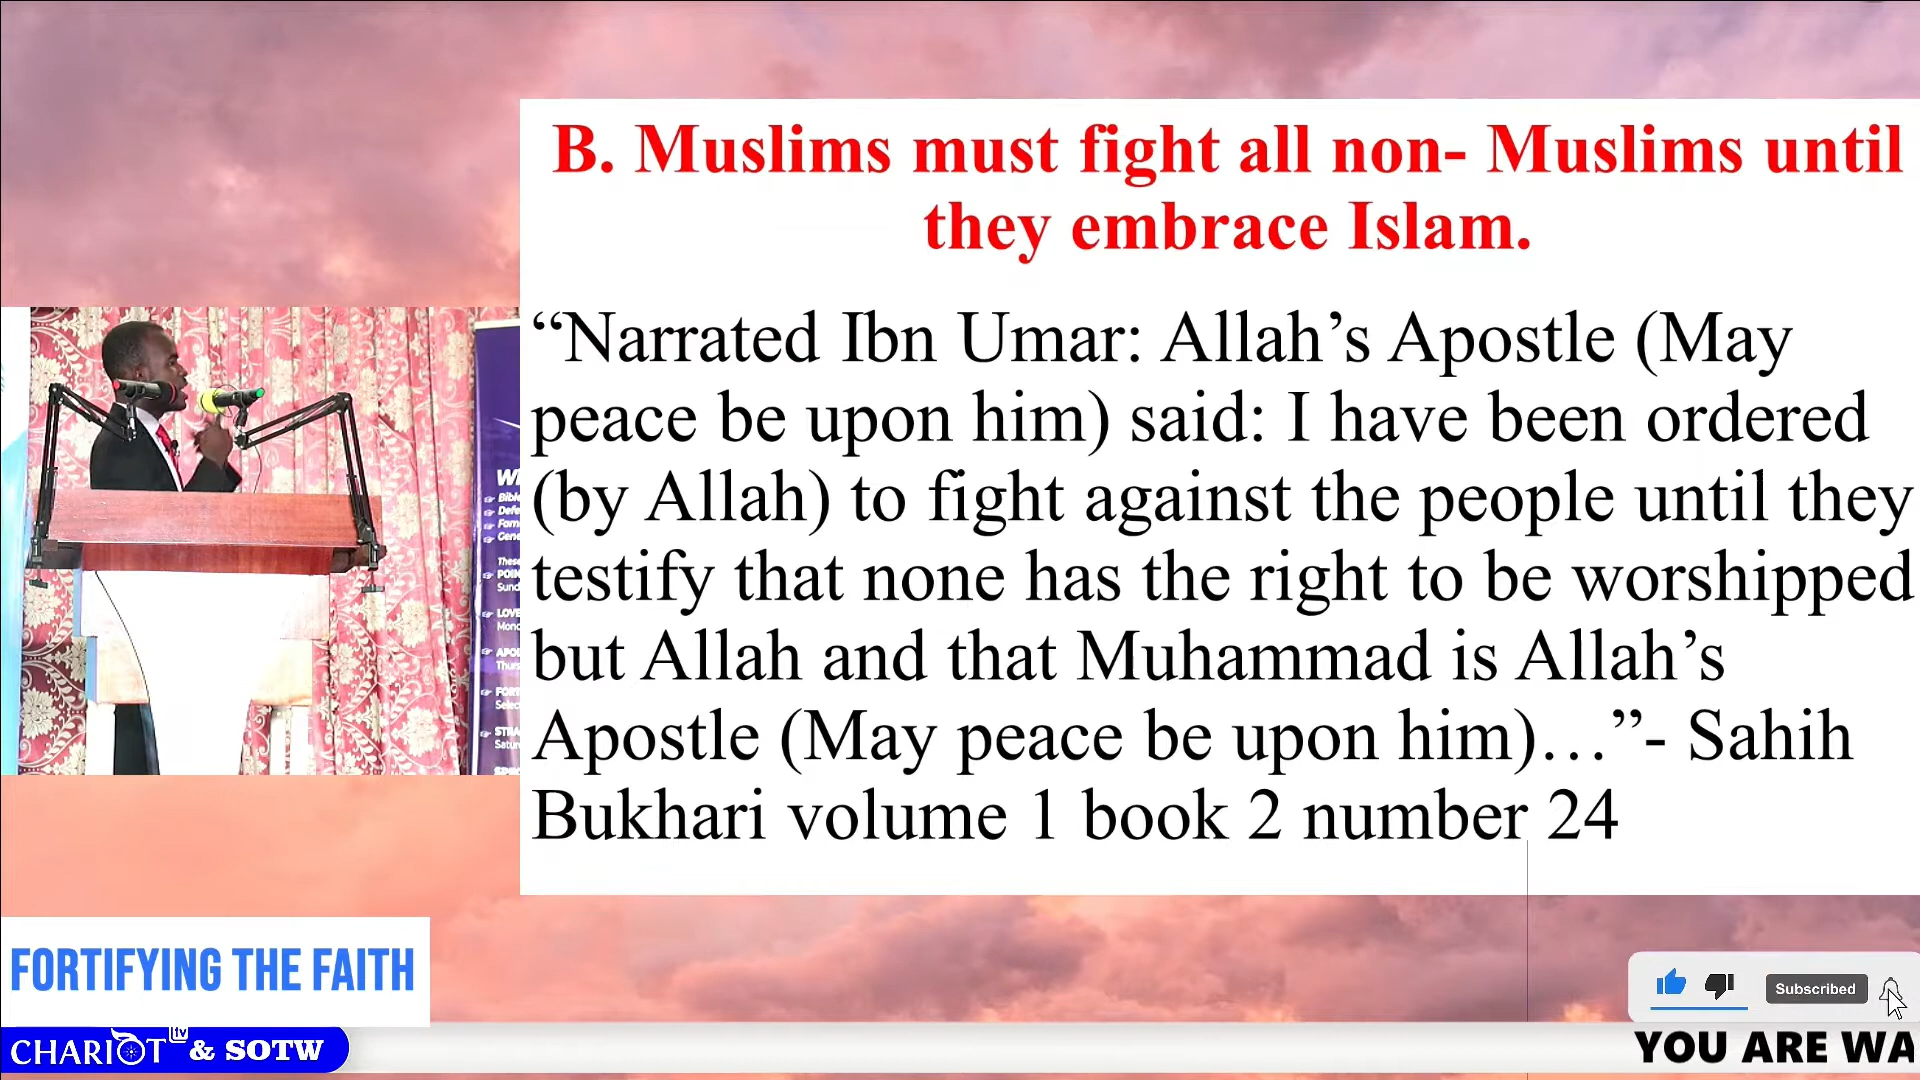 B. Muslims must fight all non- Muslims until
they embrace Islam.
“Narrated Ibn Umar: Allah’s Apostle (May
peace be upon him) said: I have been ordered
(by Allah) to fight against the people until they
testify that none has the right to be worshipped
but Allah and that Muhammad is Allah’s
Apostle (May peace be upon him)…”- Sahih
Bukhari volume 1 book 2 number 24
FORTIFYING THE FAITH
CHARIOT tv & SOTW
Subscribed
YOU ARE WA